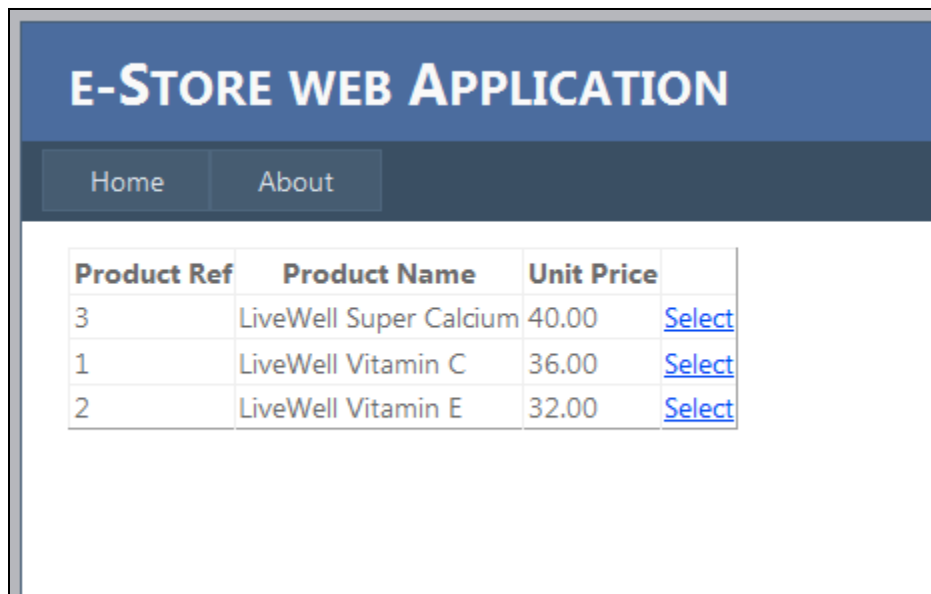 E-STORE WEB APPLICATION
Home About
Product Ref Product Name Unit Price
3 LiveWell Super Calcium 40.00 Select
1 LiveWell Vitamin C 36.00 Select
2 LiveWell Vitamin E 32.00 Select